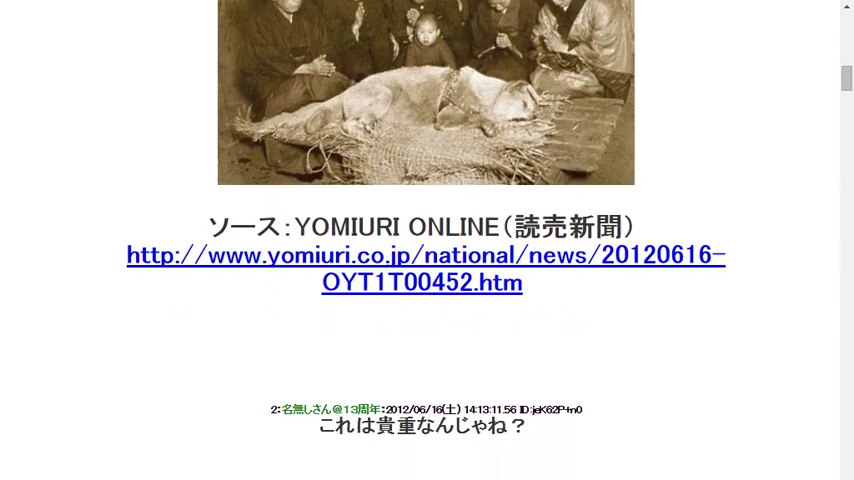 ソース：YOMIURI ONLINE（読売新聞）
http://www.yomiuri.co.jp/national/news/20120616-
OYT1T00452.htm
2：名無しさん＠１３周年：2012/06/16(土) 14:13:11.56 ID:jeK62P+n0
これは貴重なんじゃね？